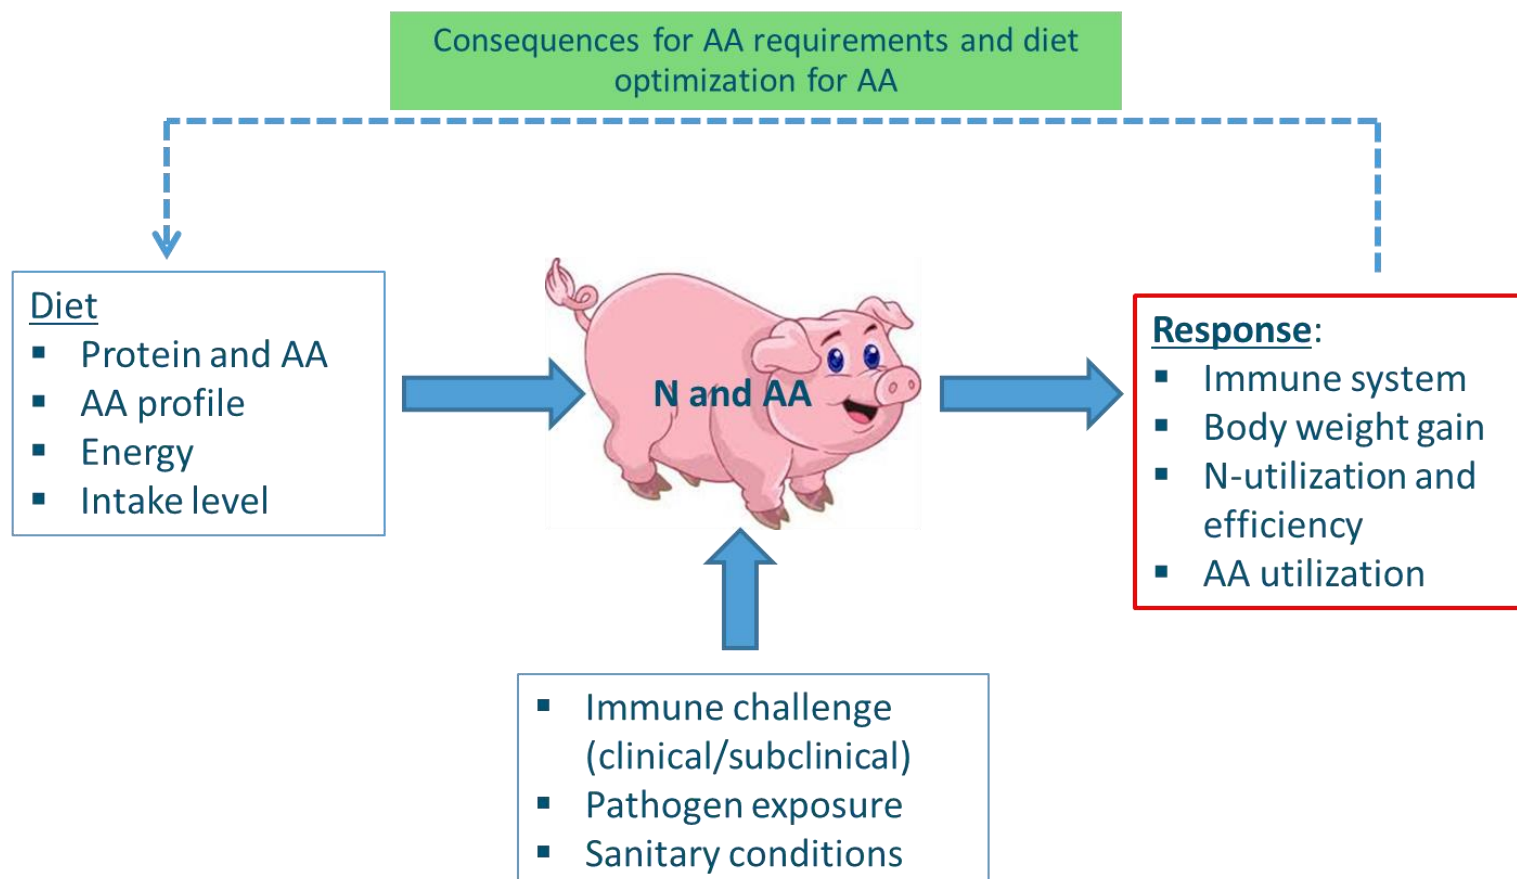 Consequences for AA requirements and diet
optimization for AA
Diet
▪ Protein and AA
▪ AA profile
▪ Energy
▪ Intake level
N and AA
Response:
▪ Immune system
▪ Body weight gain
▪ N-utilization and
efficiency
▪ AA utilization
▪ Immune challenge
(clinical/subclinical)
▪ Pathogen exposure
▪ Sanitary conditions